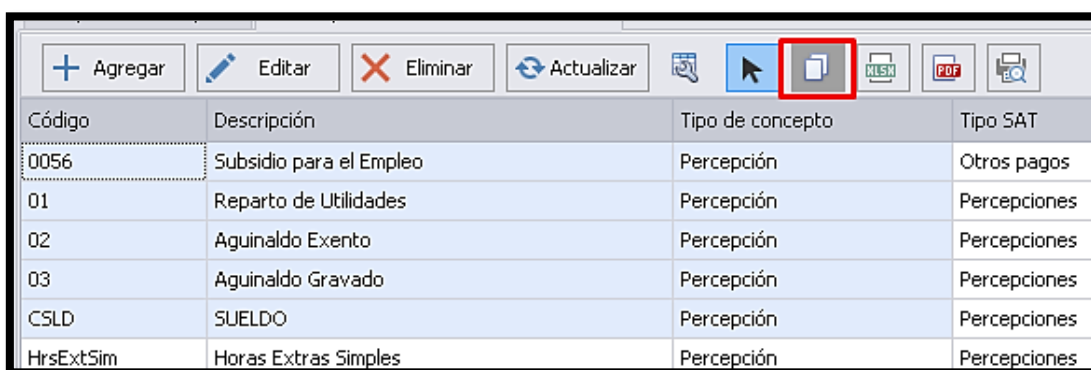 Agregar Editar Eliminar Actualizar XLSX PDF
Código Descripción Tipo de concepto Tipo SAT
0056 Subsidio para el Empleo Percepción Otros pagos
01 Reparto de Utilidades Percepción Percepciones
02 Aguinaldo Exento Percepción Percepciones
03 Aguinaldo Gravado Percepción Percepciones
CSLD SUELDO Percepción Percepciones
HrsExtSim Horas Extras Simples Percepción Percepciones